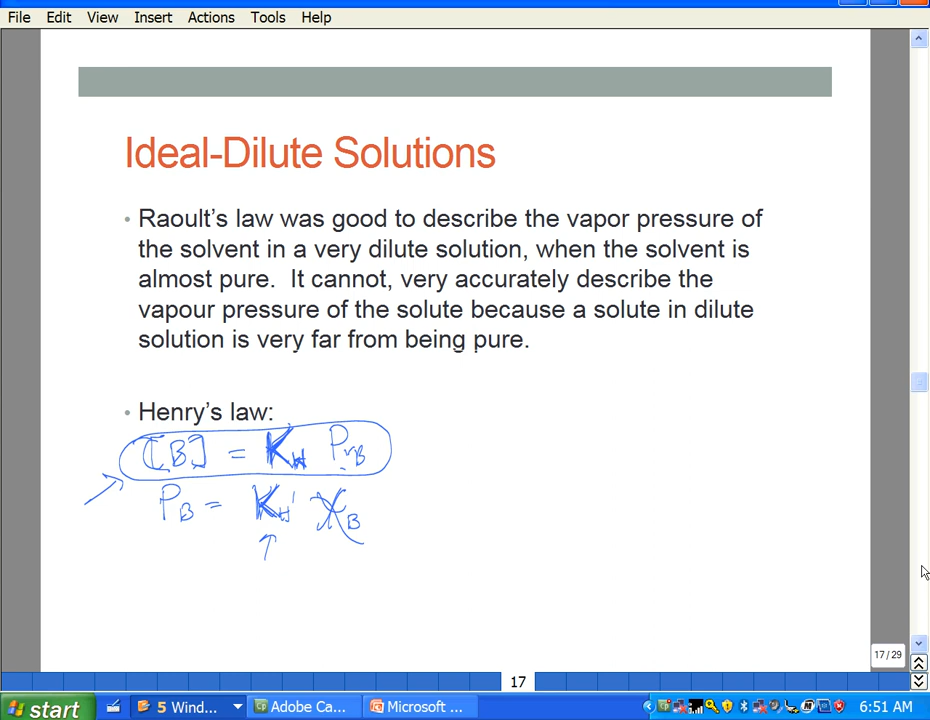 File Edit View Insert Actions Tools Help
Ideal-Dilute Solutions
• Raoult’s law was good to describe the vapor pressure of
the solvent in a very dilute solution, when the solvent is
almost pure. It cannot, very accurately describe the
vapour pressure of the solute because a solute in dilute
solution is very far from being pure.
• Henry’s law:
[B] = K_H P_B
P_B = K_H' X_B
17/29
17
start 5 Wind... Adobe Ca... Microsoft ... 6:51 AM